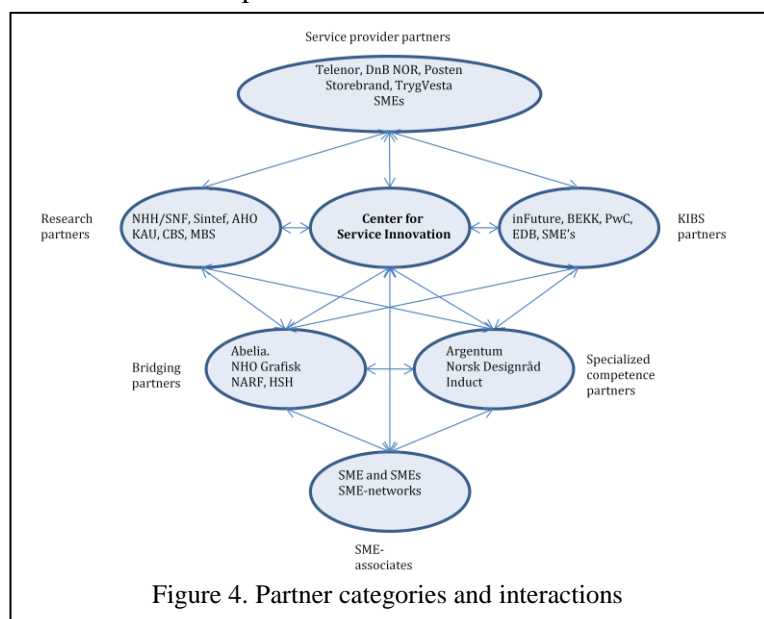 Service provider partners
Telenor, DnB NOR, Posten
Storebrand, TrygVesta
SMEs
Research
partners
NHH/SNF, Sintef, AHO
KAU, CBS, MBS
Center for
Service Innovation
inFuture, BEKK, PwC,
EDB, SME's
KIBS
partners
Bridging
partners
Abelia.
NHO Grafisk
NARF, HSH
Argentum
Norsk Designråd
Induct
Specialized
competence
partners
SME and SMEs
SME-networks
SME-
associates
Figure 4. Partner categories and interactions